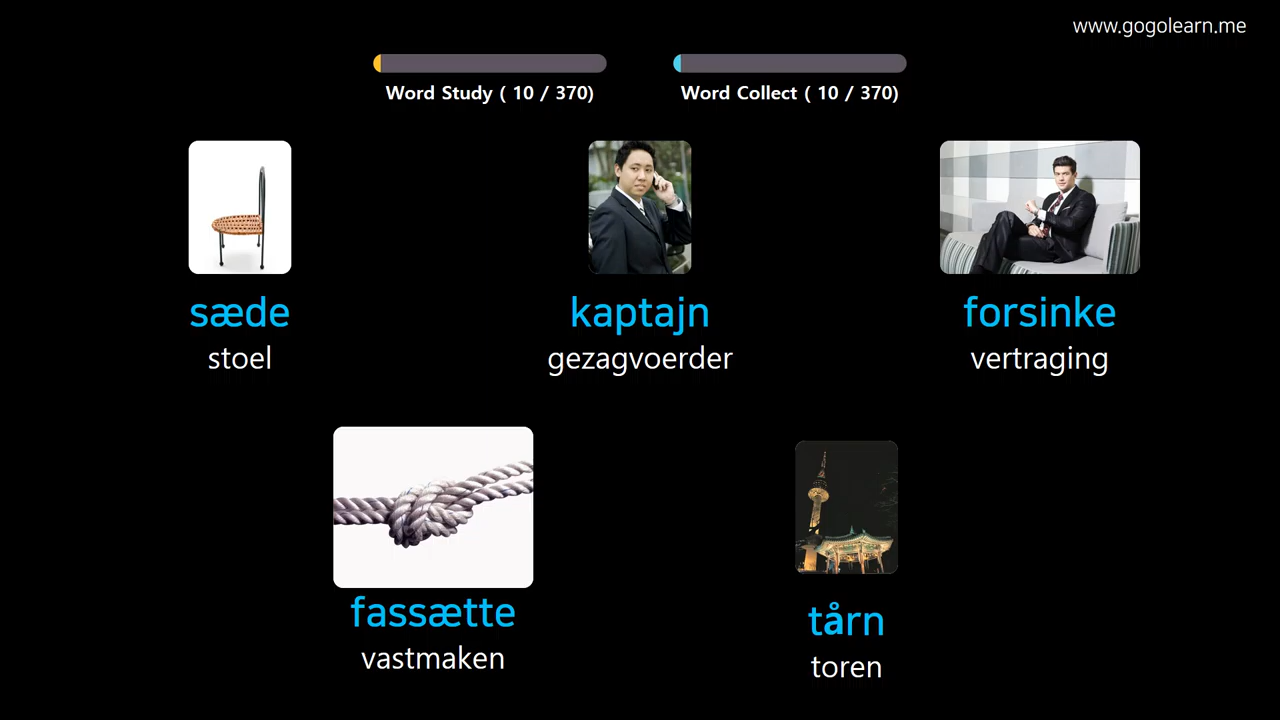 www.gogolearn.me
Word Study ( 10 / 370)
Word Collect ( 10 / 370)
sæde
stoel
kaptajn
gezagvoerder
forsinke
vertraging
fassætte
vastmaken
tårn
toren